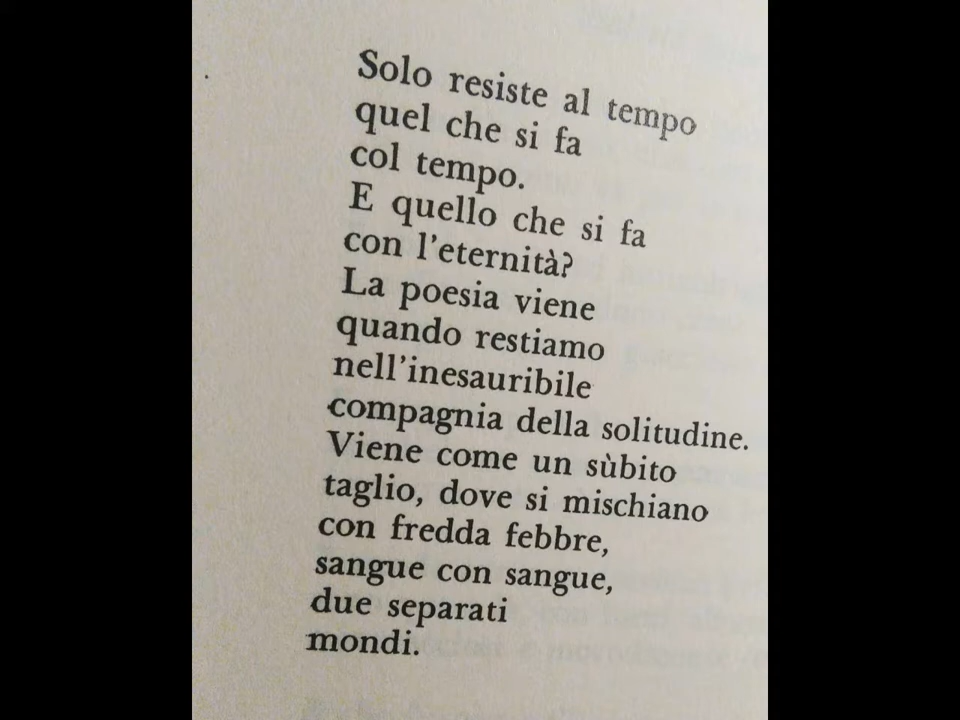 Solo resiste al tempo
quel che si fa
col tempo.
E quello che si fa
con l'eternità?
La poesia viene
quando restiamo
nell'inesauribile
compagnia della solitudine.
Viene come un sùbito
taglio, dove si mischiano
con fredda febbre,
sangue con sangue,
due separati
mondi.